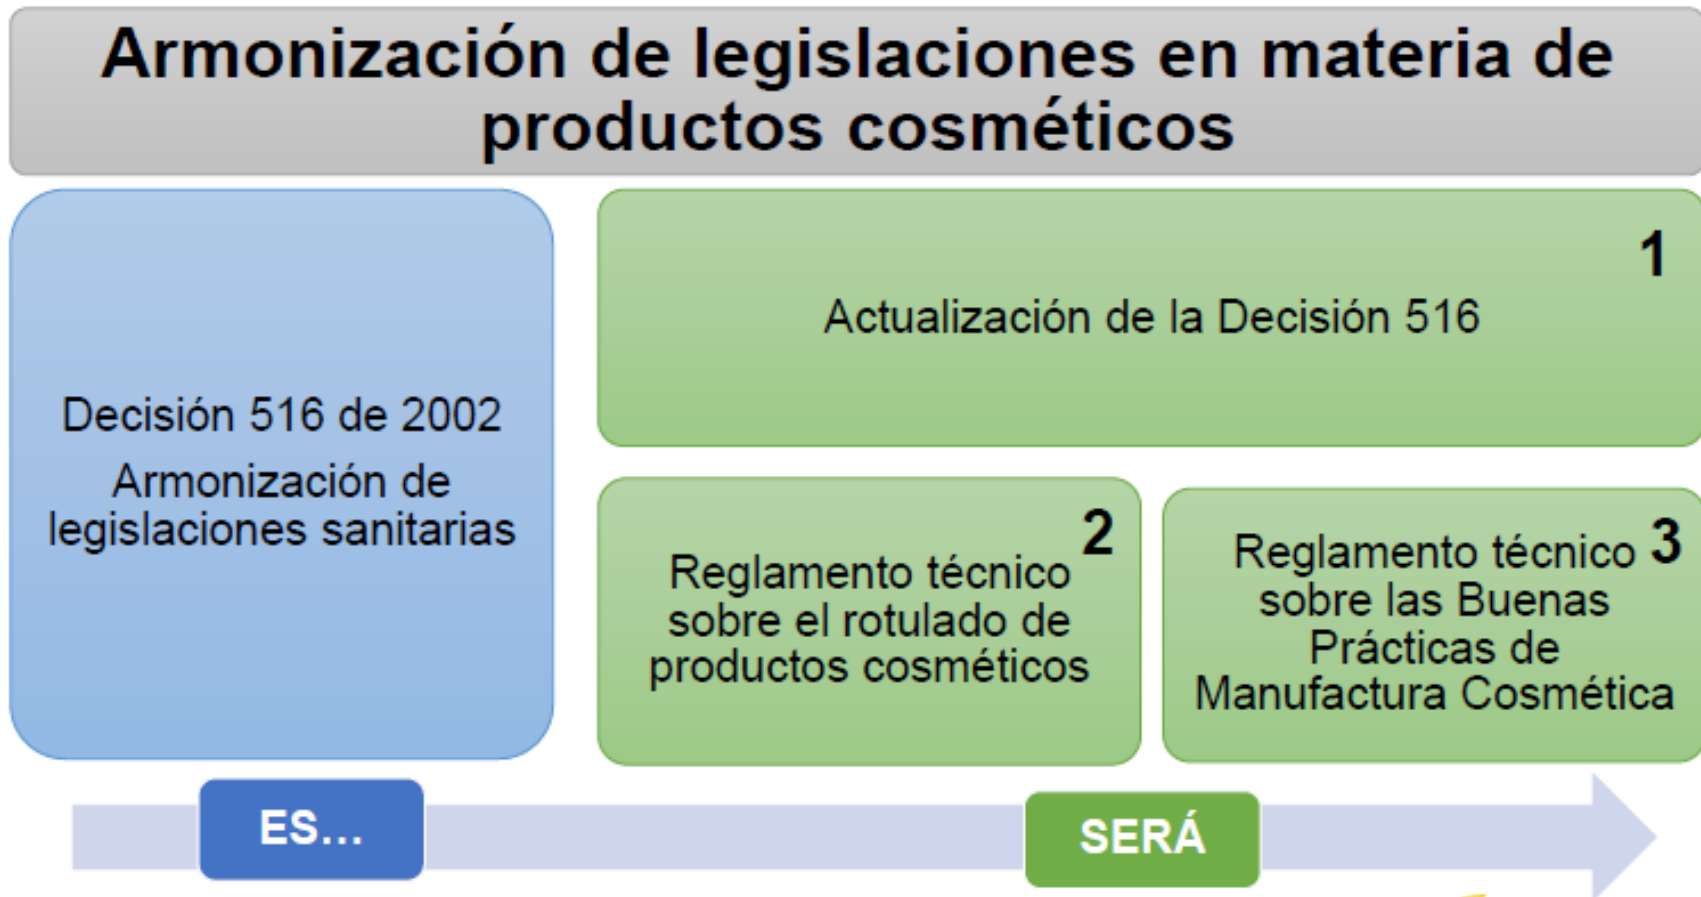 Armonización de legislaciones en materia de
productos cosméticos
Decisión 516 de 2002
Armonización de
legislaciones sanitarias
1
Actualización de la Decisión 516
2
Reglamento técnico
sobre el rotulado de
productos cosméticos
3
Reglamento técnico
sobre las Buenas
Prácticas de
Manufactura Cosmética
ES...
SERÁ